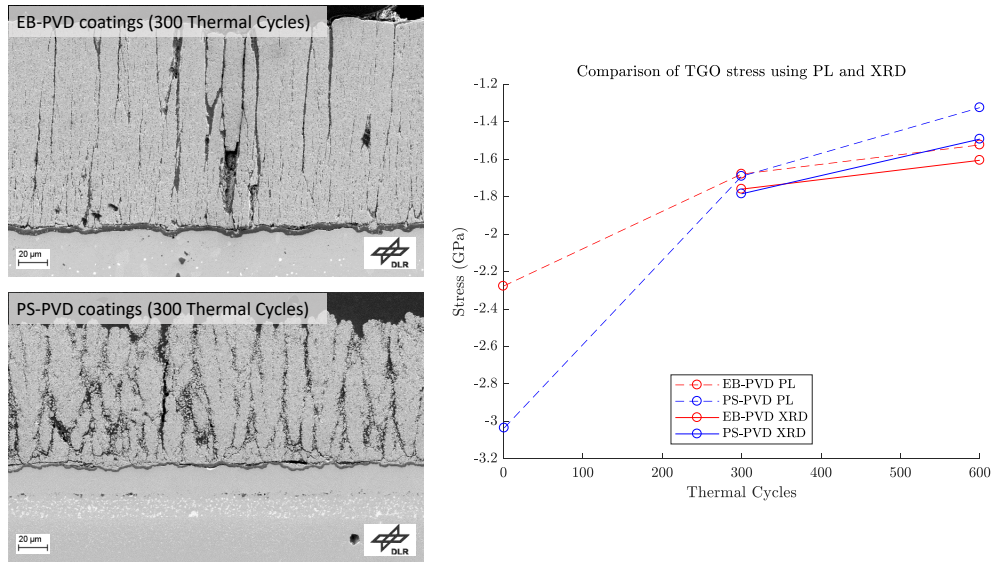 EB-PVD coatings (300 Thermal Cycles)
20 µm
DLR
PS-PVD coatings (300 Thermal Cycles)
20 µm
DLR
Comparison of TGO stress using PL and XRD
-1.2
-1.4
-1.6
-1.8
-2
-2.2
-2.4
-2.6
-2.8
-3
-3.2
Stress (GPa)
0 100 200 300 400 500 600
Thermal Cycles
EB-PVD PL
PS-PVD PL
EB-PVD XRD
PS-PVD XRD